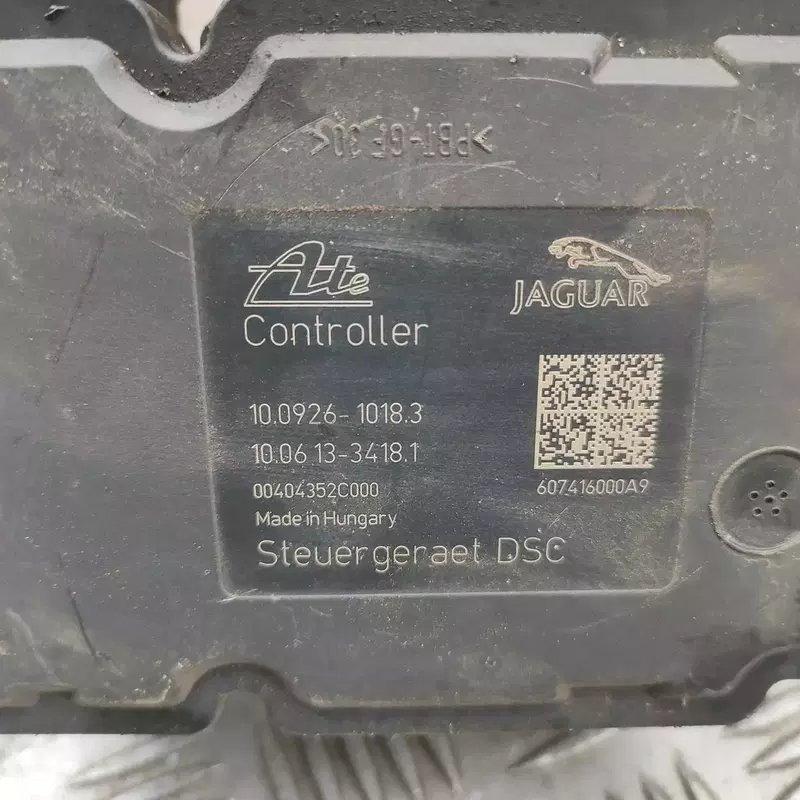 >PBT-GF30<
Ate
JAGUAR
Controller
10.0926-1018.3
10.0613-3418.1
00404352C000
607416000A9
Made in Hungary
Steuergeraet DSC